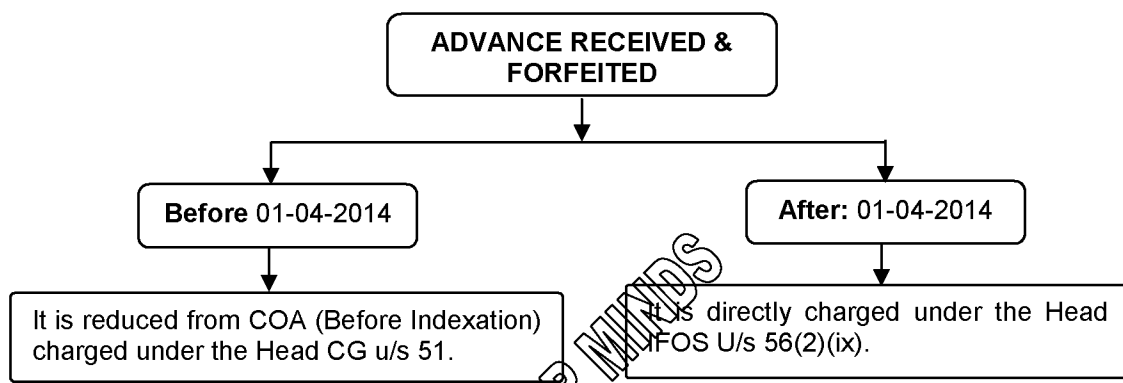 ADVANCE RECEIVED &
FORFEITED
Before 01-04-2014
After: 01-04-2014
It is reduced from COA (Before Indexation)
charged under the Head CG u/s 51.
It is directly charged under the Head
IFOS U/s 56(2)(ix).
MINDS